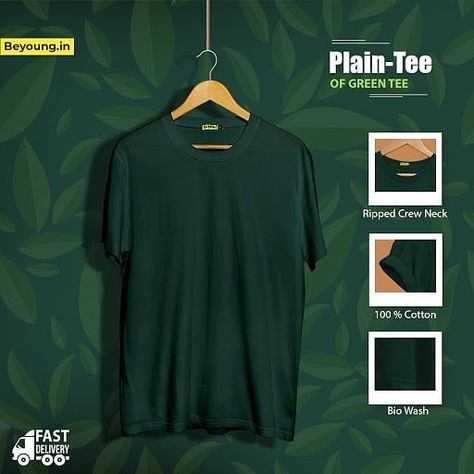 Beyoung.in
Plain-Tee
OF GREEN TEE
Ripped Crew Neck
100 % Cotton
Bio Wash
FAST
DELIVERY